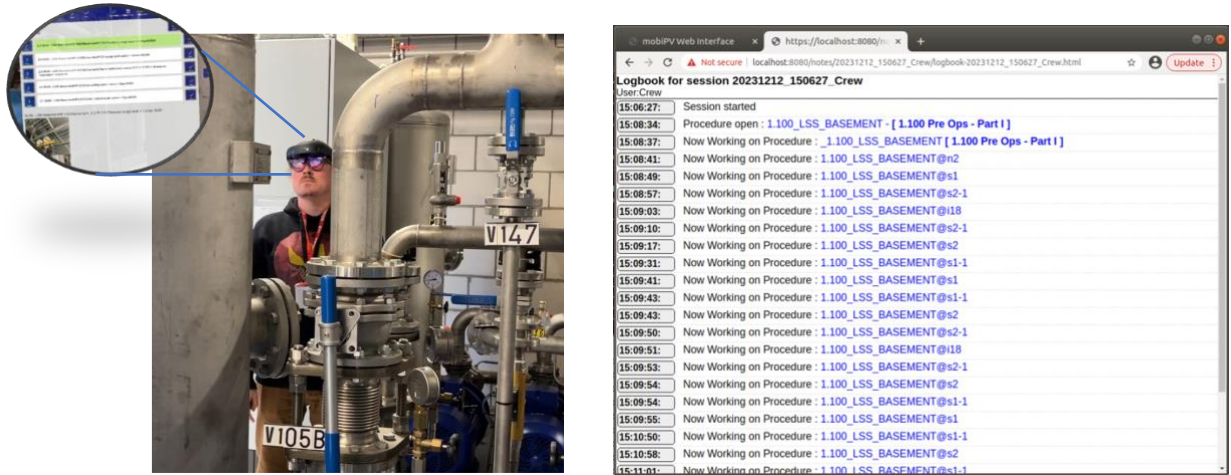 V147
V105B
mobiPV Web Interface
https://localhost:8080/n
Not secure localhost:8080/notes/20231212_150627_Crew/logbook-20231212_150627_Crew.html
Update
Logbook for session 20231212_150627_Crew
User:Crew
15:06:27: Session started
15:08:34: Procedure open : 1.100_LSS_BASEMENT - [ 1.100 Pre Ops - Part I ]
15:08:37: Now Working on Procedure : _1.100_LSS_BASEMENT [ 1.100 Pre Ops - Part I ]
15:08:41: Now Working on Procedure : 1.100_LSS_BASEMENT@n2
15:08:49: Now Working on Procedure : 1.100_LSS_BASEMENT@s1
15:08:57: Now Working on Procedure : 1.100_LSS_BASEMENT@s2-1
15:09:03: Now Working on Procedure : 1.100_LSS_BASEMENT@i18
15:09:10: Now Working on Procedure : 1.100_LSS_BASEMENT@s2-1
15:09:17: Now Working on Procedure : 1.100_LSS_BASEMENT@s2
15:09:31: Now Working on Procedure : 1.100_LSS_BASEMENT@s1-1
15:09:41: Now Working on Procedure : 1.100_LSS_BASEMENT@s1
15:09:43: Now Working on Procedure : 1.100_LSS_BASEMENT@s1-1
15:09:43: Now Working on Procedure : 1.100_LSS_BASEMENT@s2
15:09:50: Now Working on Procedure : 1.100_LSS_BASEMENT@s2-1
15:09:51: Now Working on Procedure : 1.100_LSS_BASEMENT@i18
15:09:53: Now Working on Procedure : 1.100_LSS_BASEMENT@s2-1
15:09:54: Now Working on Procedure : 1.100_LSS_BASEMENT@s2
15:09:54: Now Working on Procedure : 1.100_LSS_BASEMENT@s1-1
15:09:55: Now Working on Procedure : 1.100_LSS_BASEMENT@s1
15:10:50: Now Working on Procedure : 1.100_LSS_BASEMENT@s1-1
15:10:58: Now Working on Procedure : 1.100_LSS_BASEMENT@s2
15:11:01: Now Working on Procedure : 1.100_LSS_BASEMENT@s1-1